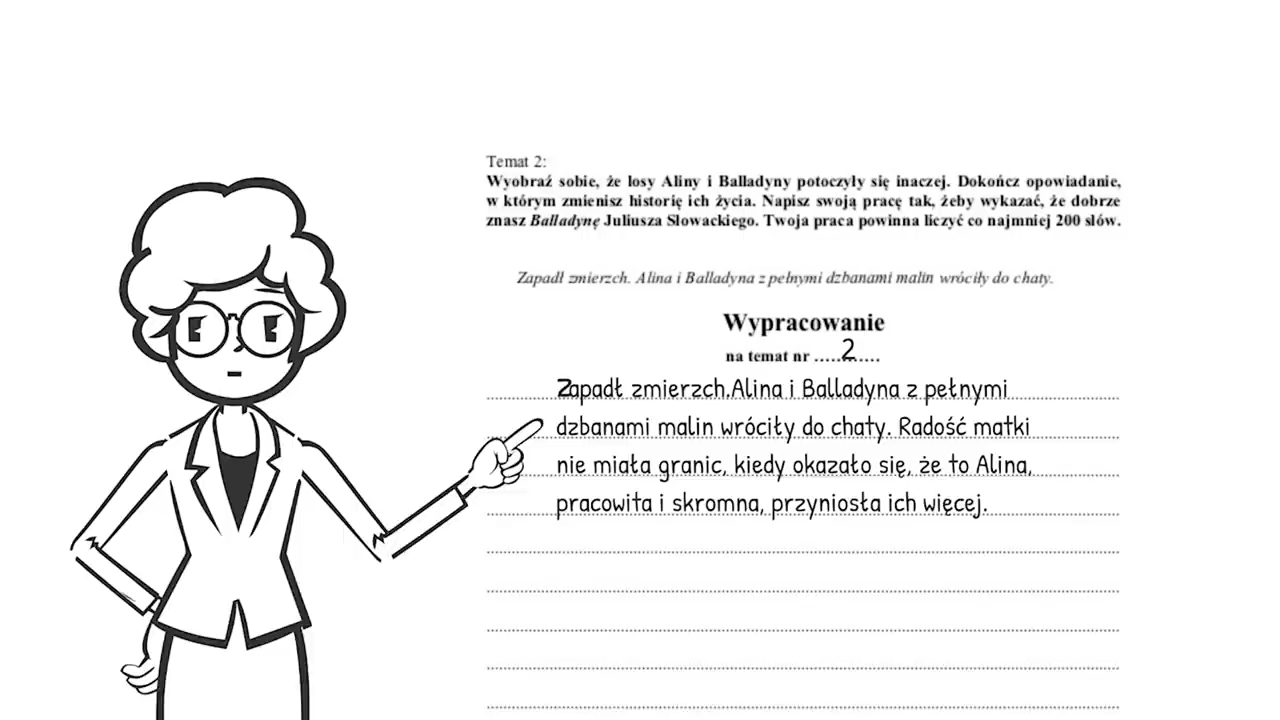 Temat 2:
Wyobraź sobie, że losy Aliny i Balladyny potoczyły się inaczej. Dokończ opowiadanie,
w którym zmienisz historię ich życia. Napisz swoją pracę tak, żeby wykazać, że dobrze
znasz Balladynę Juliusza Słowackiego. Twoja praca powinna liczyć co najmniej 200 słów.
Zapadł zmierzch. Alina i Balladyna z pełnymi dzbanami malin wróciły do chaty.
Wypracowanie
na temat nr .....2.....
Zapadł zmierzch.Alina i Balladyna z pełnymi
dzbanami malin wróciły do chaty. Radość matki
nie miała granic, kiedy okazało się, że to Alina,
pracowita i skromna, przyniosła ich więcej.